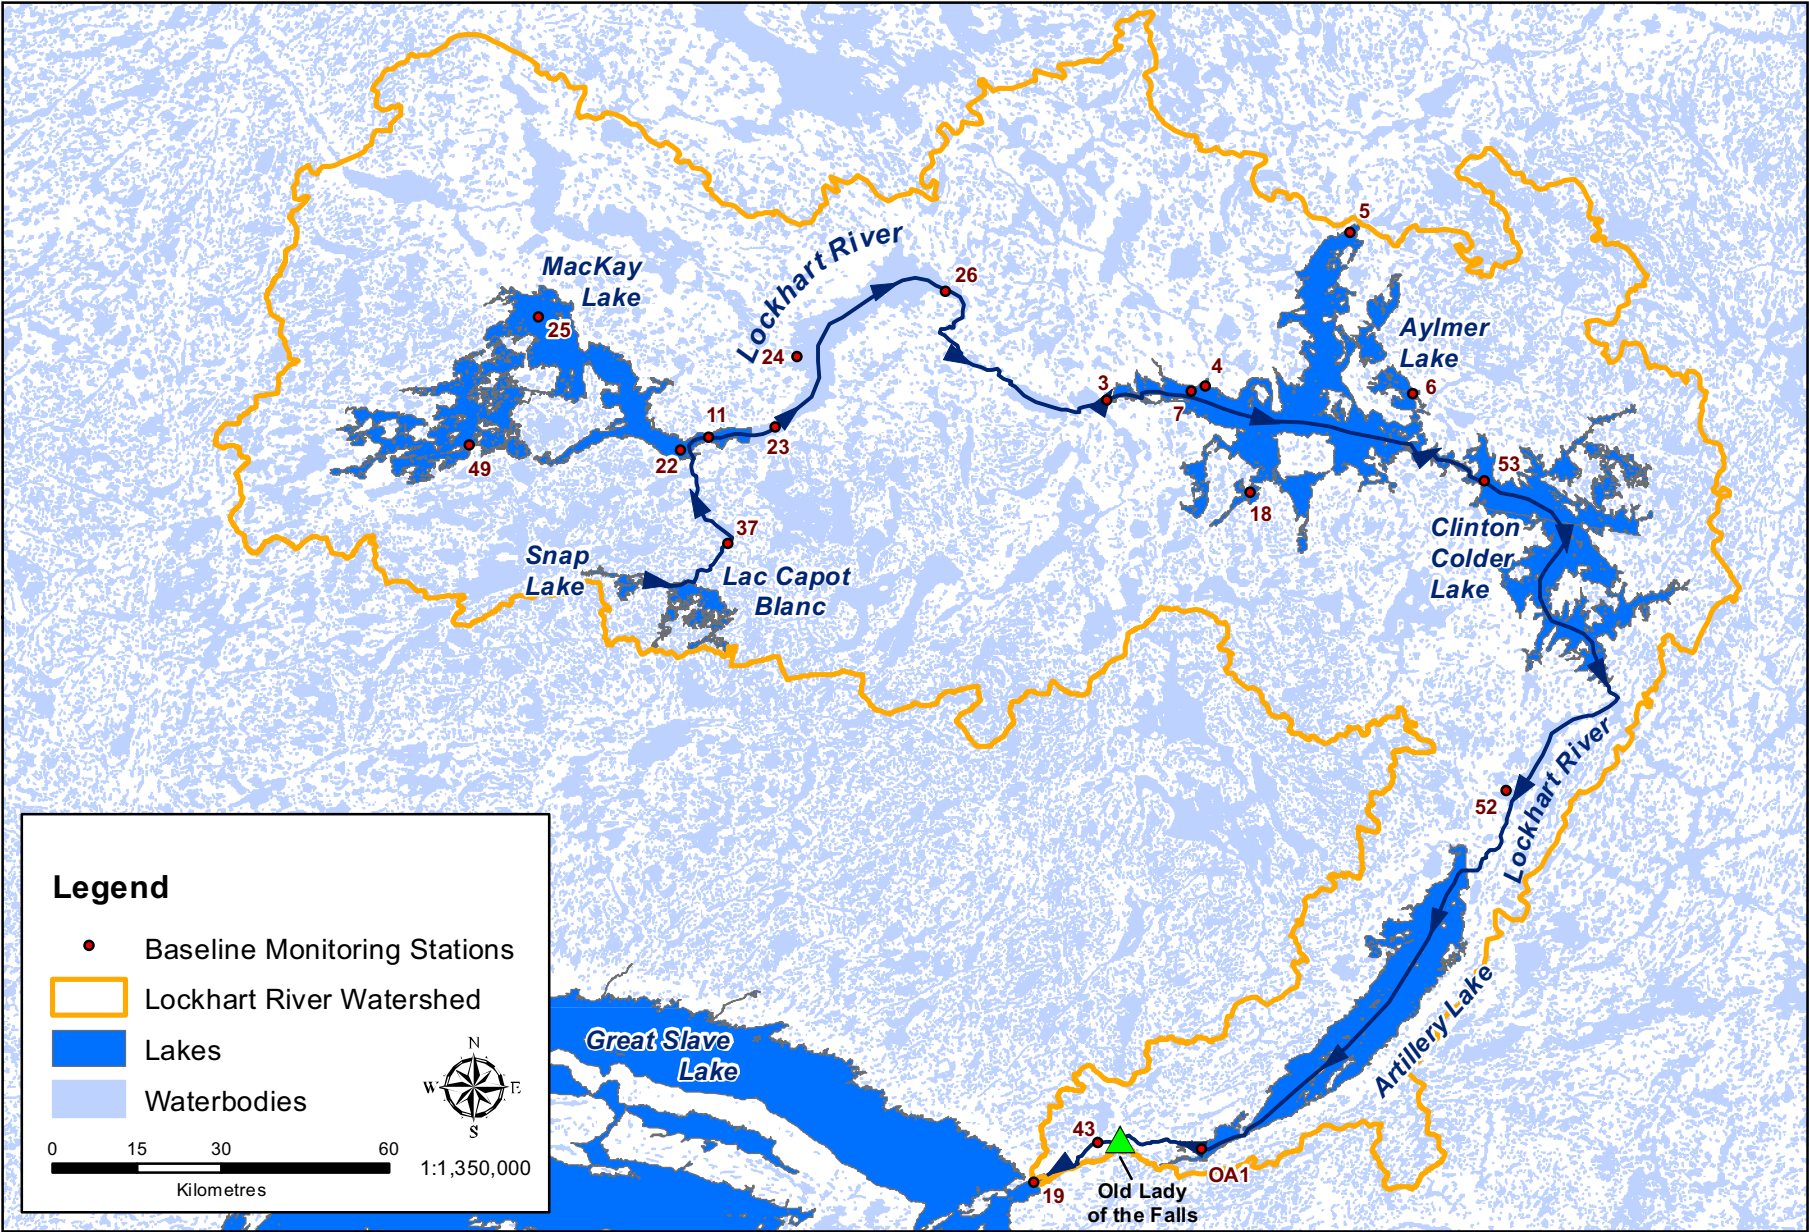 5
Lockhart River
MacKay
Lake
26
25
24
Aylmer
Lake
4
3
6
7
11
23
22
49
53
18
37
Clinton
Colder
Lake
Snap
Lake
Lac Capot
Blanc
52
Lockhart River
Artillery Lake
Great Slave
Lake
43
OA1
19
Old Lady
of the Falls
Legend
Baseline Monitoring Stations
Lockhart River Watershed
Lakes
Waterbodies
N
W E
S
0 15 30 60
Kilometres
1:1,350,000